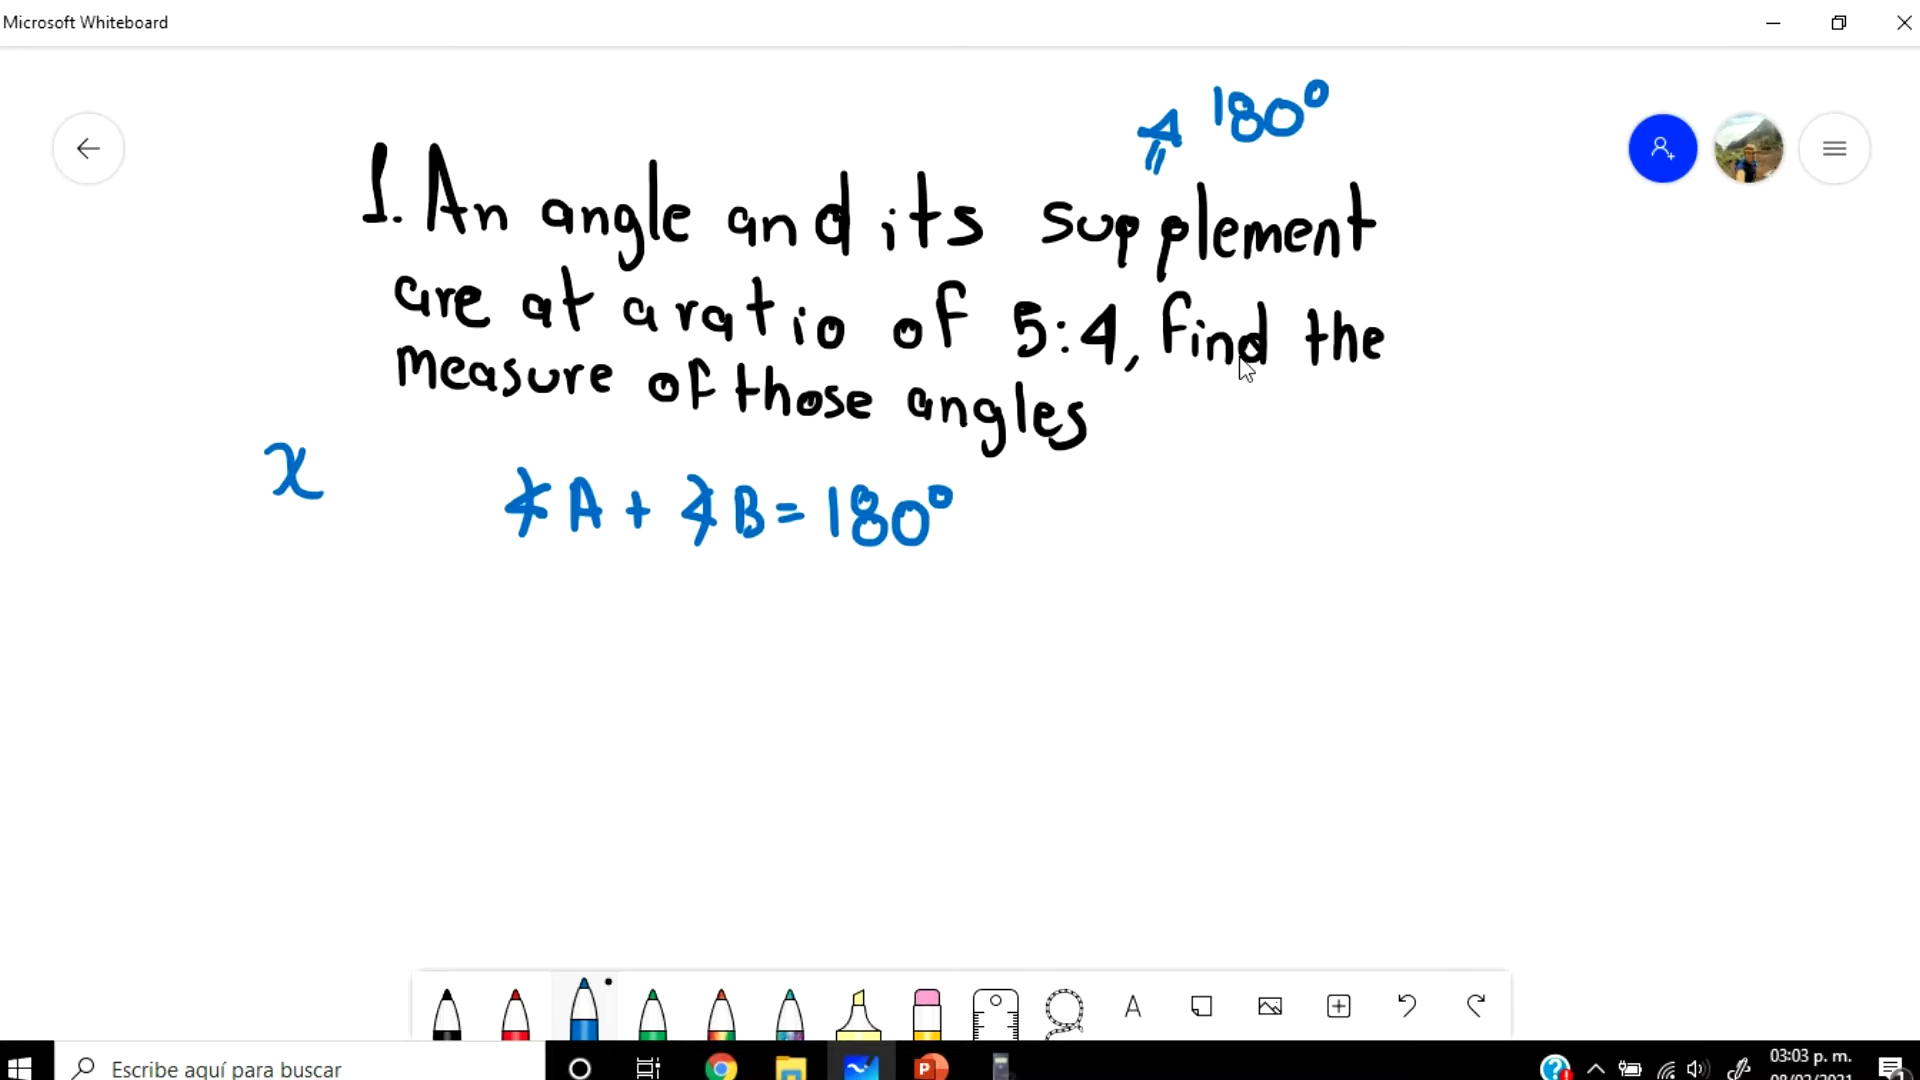 Microsoft Whiteboard
∢ 180°
1. An angle and its supplement
are at a ratio of 5:4, find the
measure of those angles
x
∢A + ∢B = 180°
A
Escribe aquí para buscar
03:03 p. m.